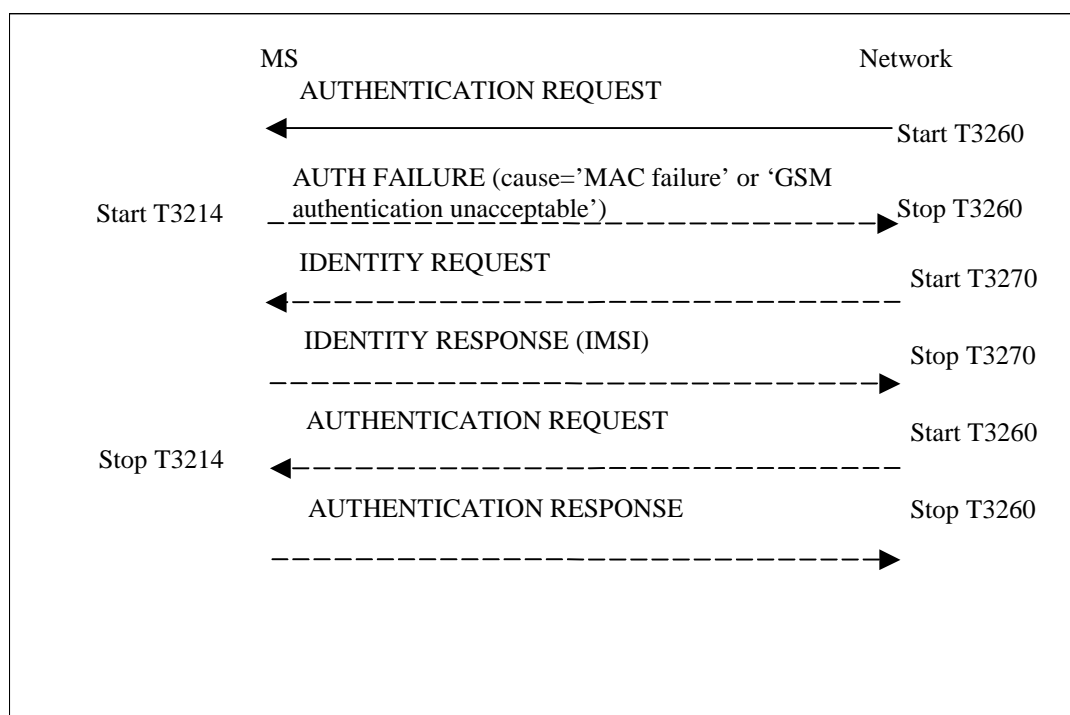 MS Network
AUTHENTICATION REQUEST
Start T3260
AUTH FAILURE (cause=’MAC failure’ or ‘GSM
authentication unacceptable’)
Start T3214
Stop T3260
IDENTITY REQUEST
Start T3270
IDENTITY RESPONSE (IMSI)
Stop T3270
AUTHENTICATION REQUEST
Start T3260
Stop T3214
AUTHENTICATION RESPONSE
Stop T3260